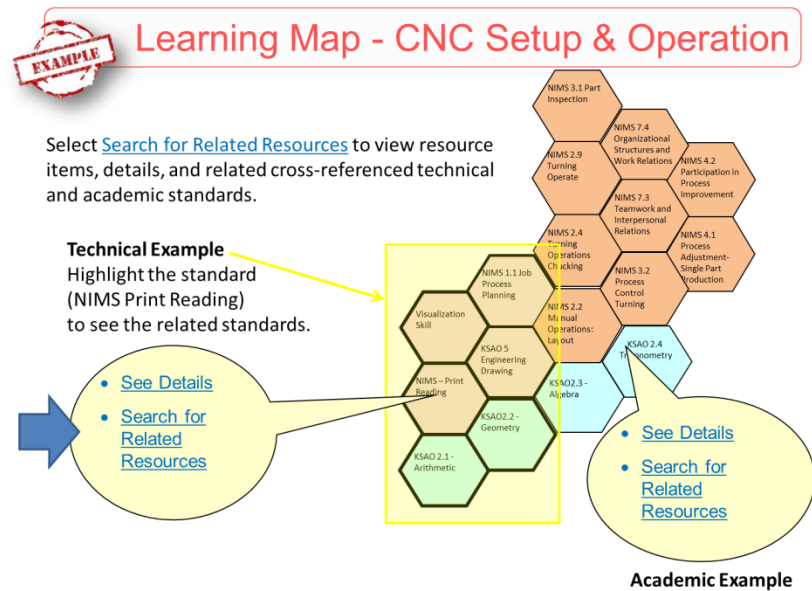 EXAMPLE
Learning Map - CNC Setup & Operation
Select Search for Related Resources to view resource
items, details, and related cross-referenced technical
and academic standards.
Technical Example
Highlight the standard
(NIMS Print Reading)
to see the related standards.
NIMS 3.1 Part
Inspection
NIMS 7.4
Organizational
Structures and
Work Relations
NIMS 2.9
Turning
Operate
NIMS 4.2
Participation in
Process
Improvement
NIMS 7.3
Teamwork and
Interpersonal
Relations
NIMS 2.4
Turning
Operations
Chucking
NIMS 4.1
Process
Adjustment-
Single Part
Production
NIMS 1.1 Job
Process
Planning
NIMS 3.2
Process
Control
Turning
Visualization
Skill
NIMS 2.2
Manual
Operations:
Layout
KSAO 5
Engineering
Drawing
KSAO 2.4
NIMS – Print
Reading
KSAO2.3 -
Algebra
KSAO2.2 -
Geometry
KSAO 2.1 -
Arithmetic
• See Details
• Search for
Related
Resources
• See Details
• Search for
Related
Resources
Academic Example